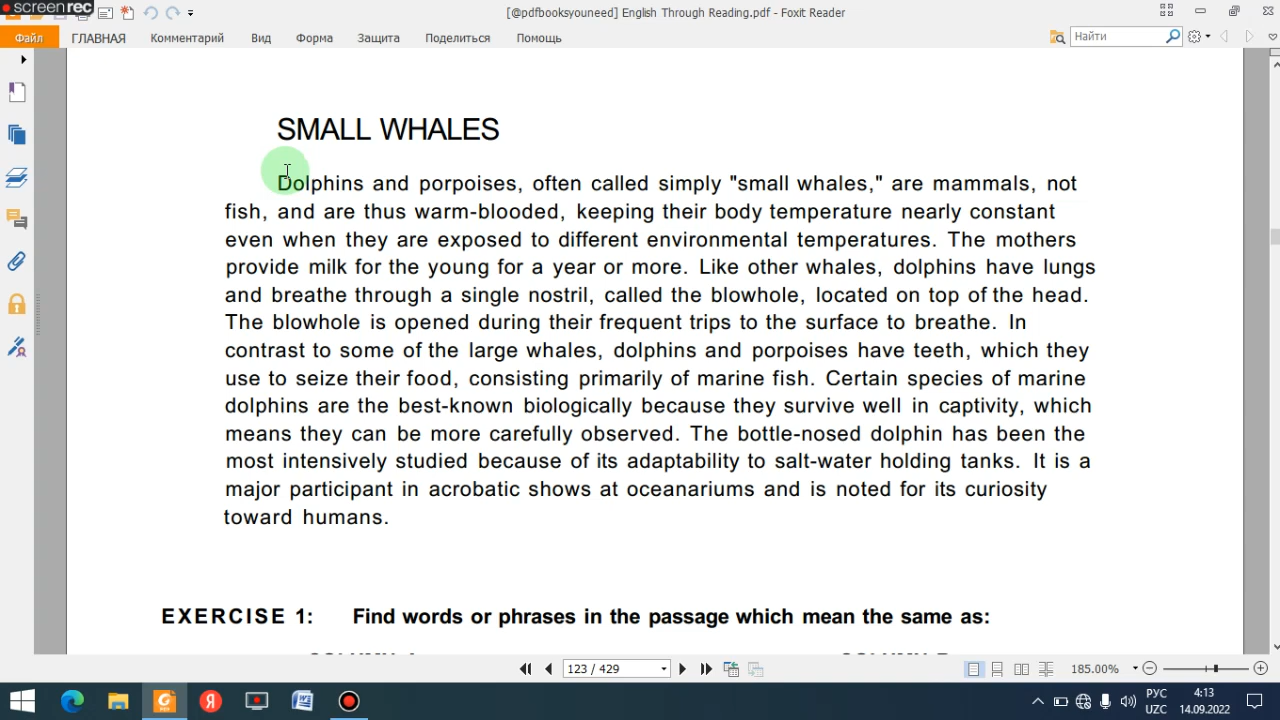 screenrec
[@pdfbooksyouneed] English Through Reading.pdf - Foxit Reader
Файл ГЛАВНАЯ Комментарий Вид Форма Защита Поделиться Помощь Найти
SMALL WHALES
Dolphins and porpoises, often called simply "small whales," are mammals, not
fish, and are thus warm-blooded, keeping their body temperature nearly constant
even when they are exposed to different environmental temperatures. The mothers
provide milk for the young for a year or more. Like other whales, dolphins have lungs
and breathe through a single nostril, called the blowhole, located on top of the head.
The blowhole is opened during their frequent trips to the surface to breathe. In
contrast to some of the large whales, dolphins and porpoises have teeth, which they
use to seize their food, consisting primarily of marine fish. Certain species of marine
dolphins are the best-known biologically because they survive well in captivity, which
means they can be more carefully observed. The bottle-nosed dolphin has been the
most intensively studied because of its adaptability to salt-water holding tanks. It is a
major participant in acrobatic shows at oceanariums and is noted for its curiosity
toward humans.
EXERCISE 1: Find words or phrases in the passage which mean the same as:
123 / 429 185.00%
РУС 4:13
UZC 14.09.2022